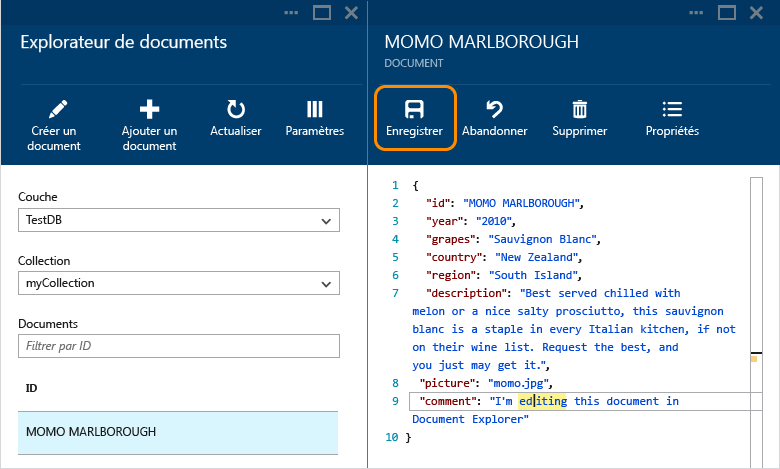 Explorateur de documents
Créer un
document
Ajouter un
document
Actualiser
Paramètres
Couche
TestDB
Collection
myCollection
Documents
Filtrer par ID
ID
MOMO MARLBOROUGH
MOMO MARLBOROUGH
DOCUMENT
Enregistrer
Abandonner
Supprimer
Propriétés
1 {
2 "id": "MOMO MARLBOROUGH",
3 "year": "2010",
4 "grapes": "Sauvignon Blanc",
5 "country": "New Zealand",
6 "region": "South Island",
7 "description": "Best served chilled with
melon or a nice salty prosciutto, this sauvignon
blanc is a staple in every Italian kitchen, if not
on their wine list. Request the best, and
you just may get it.",
8 "picture": "momo.jpg",
9 "comment": "I'm editing this document in
Document Explorer"
10 }